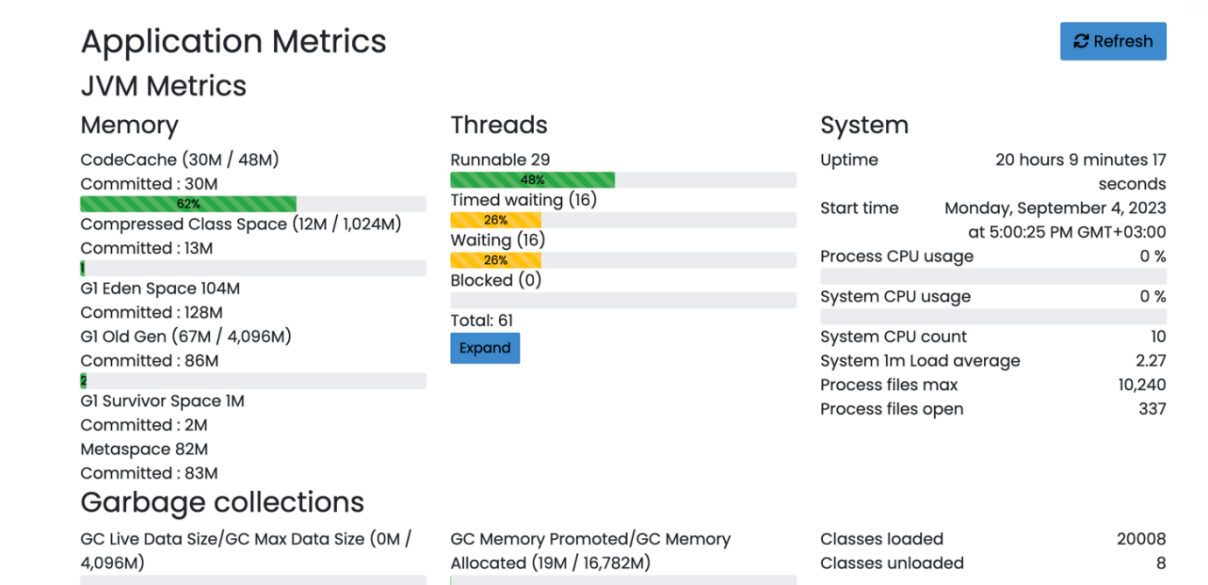 Application Metrics
Refresh
JVM Metrics
Memory
CodeCache (30M / 48M)
Committed : 30M
62%
Compressed Class Space (12M / 1,024M)
Committed : 13M
1
G1 Eden Space 104M
Committed : 128M
G1 Old Gen (67M / 4,096M)
Committed : 86M
2
G1 Survivor Space 1M
Committed : 2M
Metaspace 82M
Committed : 83M
Threads
Runnable 29
48%
Timed waiting (16)
26%
Waiting (16)
26%
Blocked (0)
Total: 61
Expand
System
Uptime 20 hours 9 minutes 17
seconds
Start time Monday, September 4, 2023
at 5:00:25 PM GMT+03:00
Process CPU usage 0 %
System CPU usage 0 %
System CPU count 10
System 1m Load average 2.27
Process files max 10,240
Process files open 337
Garbage collections
GC Live Data Size/GC Max Data Size (0M /
4,096M)
GC Memory Promoted/GC Memory
Allocated (19M / 16,782M)
Classes loaded 20008
Classes unloaded 8